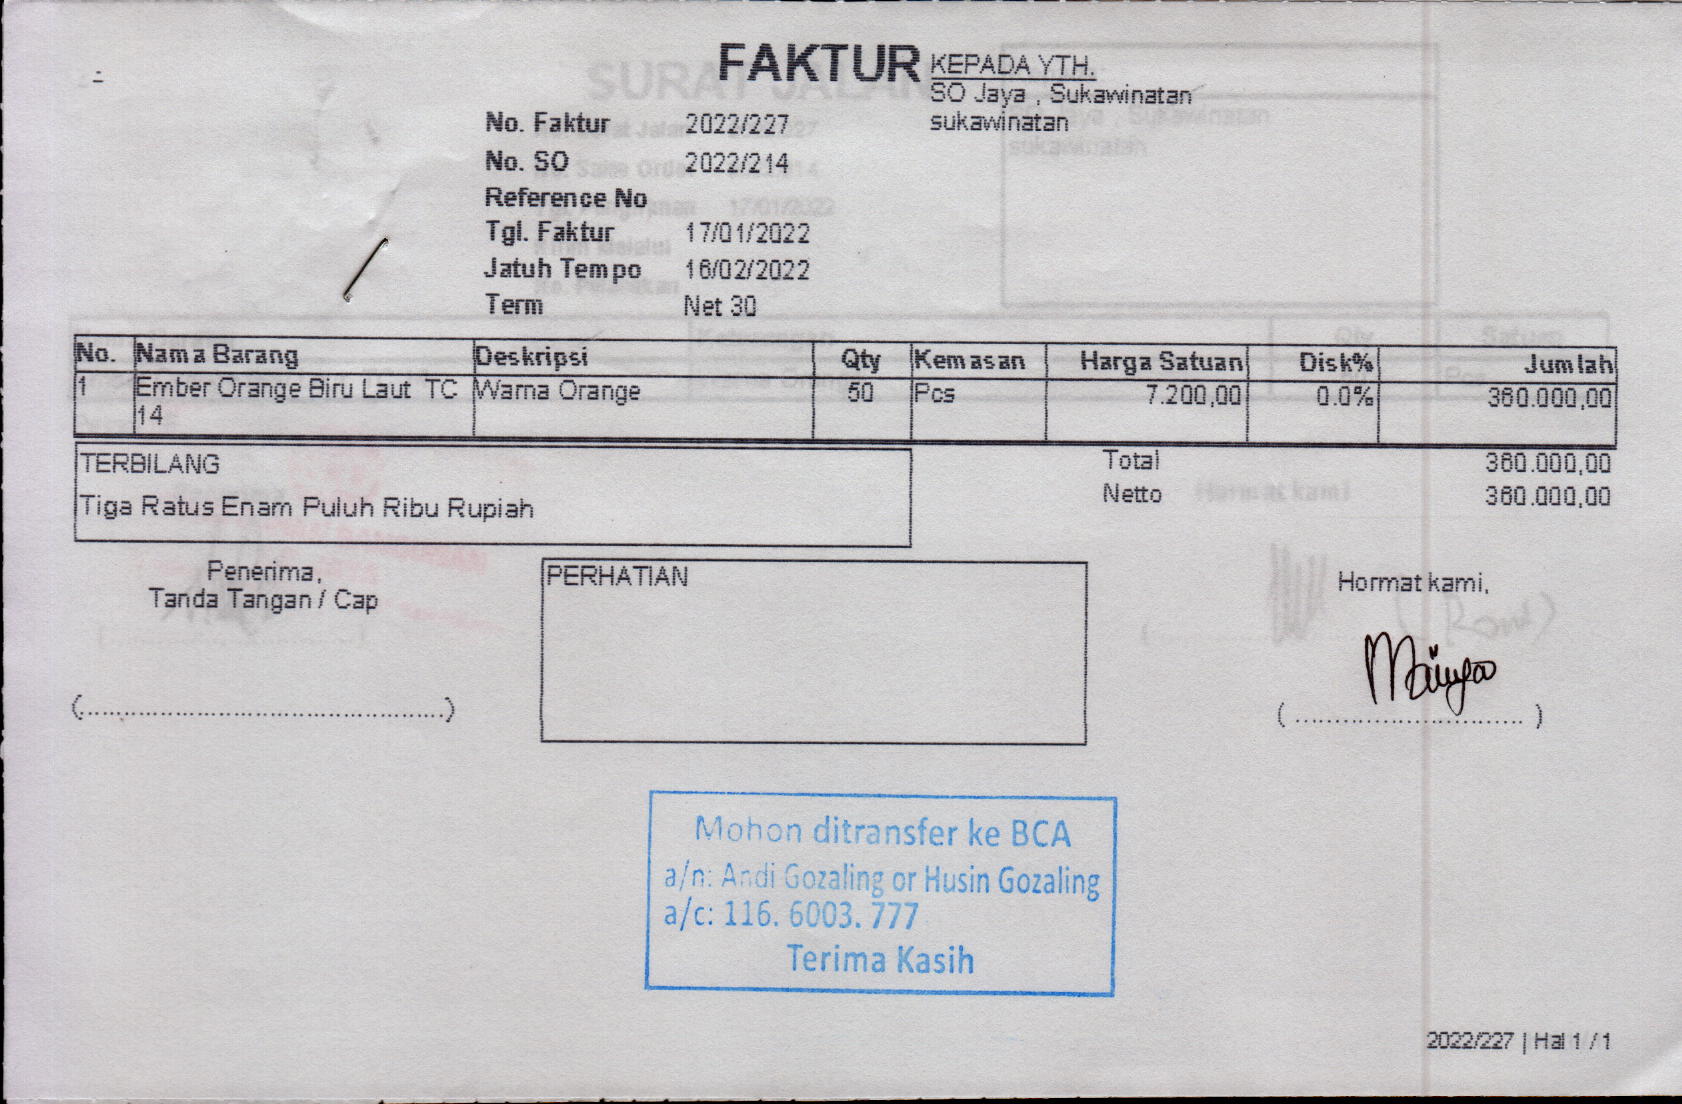 FAKTUR
KEPADA YTH.
SO Jaya , Sukawinatan
sukawinatan
No. Faktur 2022/227
No. SO 2022/214
Reference No
Tgl. Faktur 17/01/2022
Jatuh Tempo 16/02/2022
Term Net 30
No. Nama Barang Deskripsi Qty Kemasan Harga Satuan Disk% Jumlah
1 Ember Orange Biru Laut TC Warna Orange 50 Pcs 7.200,00 0.0% 360.000,00
14
TERBILANG
Tiga Ratus Enam Puluh Ribu Rupiah
Total 360.000,00
Netto 360.000,00
Penerima,
Tanda Tangan / Cap
(................................................)
PERHATIAN
Hormat kami,
( ............................. )
Mohon ditransfer ke BCA
a/n: Andi Gozaling or Husin Gozaling
a/c: 116. 6003. 777
Terima Kasih
2022/227 | Hal 1 / 1